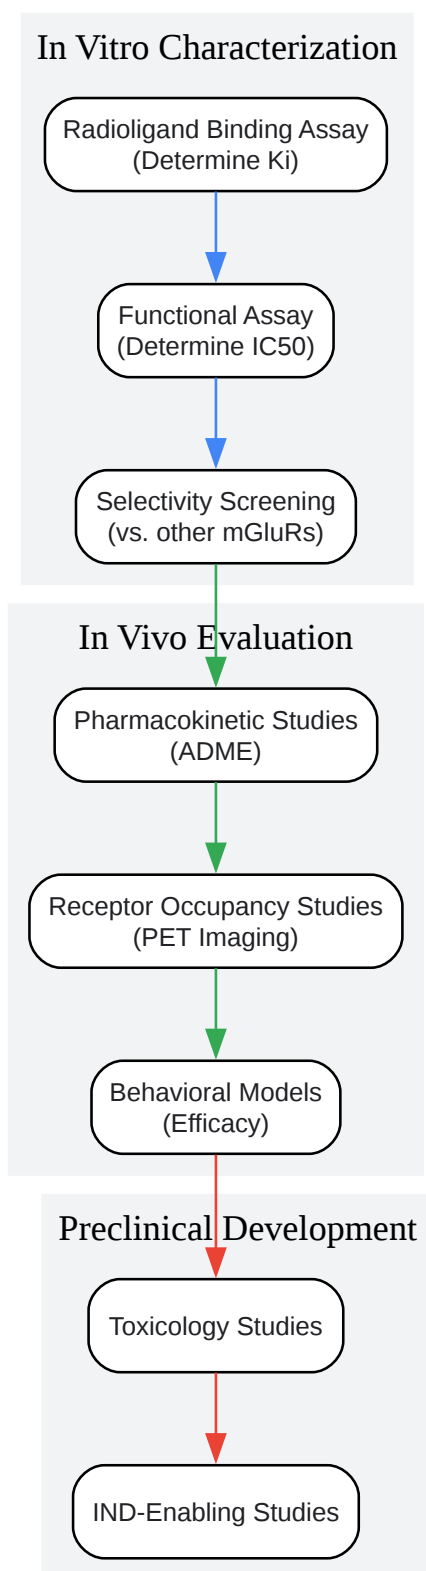 In Vitro Characterization
Radioligand Binding Assay
(Determine Ki)
Functional Assay
(Determine IC50)
Selectivity Screening
(vs. other mGluRs)
In Vivo Evaluation
Pharmacokinetic Studies
(ADME)
Receptor Occupancy Studies
(PET Imaging)
Behavioral Models
(Efficacy)
Preclinical Development
Toxicology Studies
IND-Enabling Studies